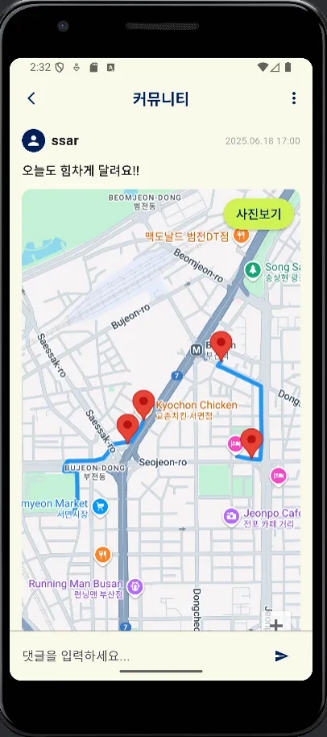 2:32
커뮤니티
ssar
2025.06.18 17:00
오늘도 힘차게 달려요!!
BEOMJEON-DONG
범전동
사진보기
맥도날드 범전DT점
Beomjeon-ro
Song Sa
송상현 광
Bujeon-ro
Saessak-ro
M
7
Kyochon Chicken
교촌치킨 서면점
Dong
Saessak-ro
BUJEON-DONG
부전동
Seojeon-ro
myeon Market
서면시장
Jeonpo Cafe
전포 카페 거리
Running Man Busan
런닝맨 부산점
Dongche
7
+
댓글을 입력하세요...